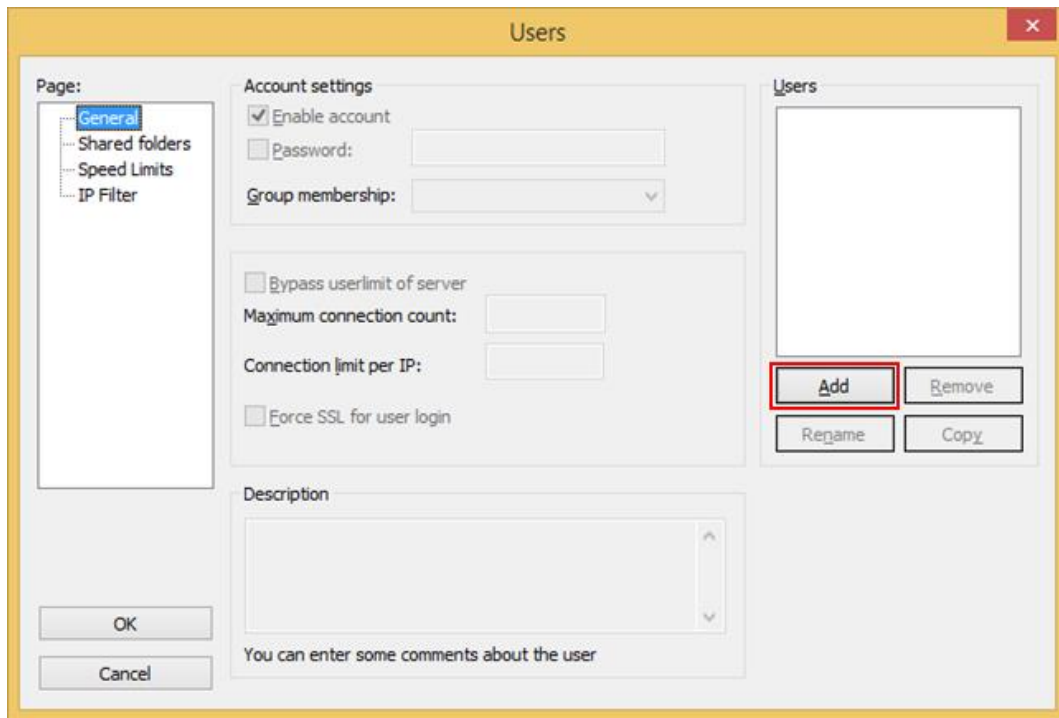 Users
Page:
General
Shared folders
Speed Limits
IP Filter
Account settings
Enable account
Password:
Group membership:
Bypass userlimit of server
Maximum connection count:
Connection limit per IP:
Force SSL for user login
Description
You can enter some comments about the user
Users
Add
Remove
Rename
Copy
OK
Cancel